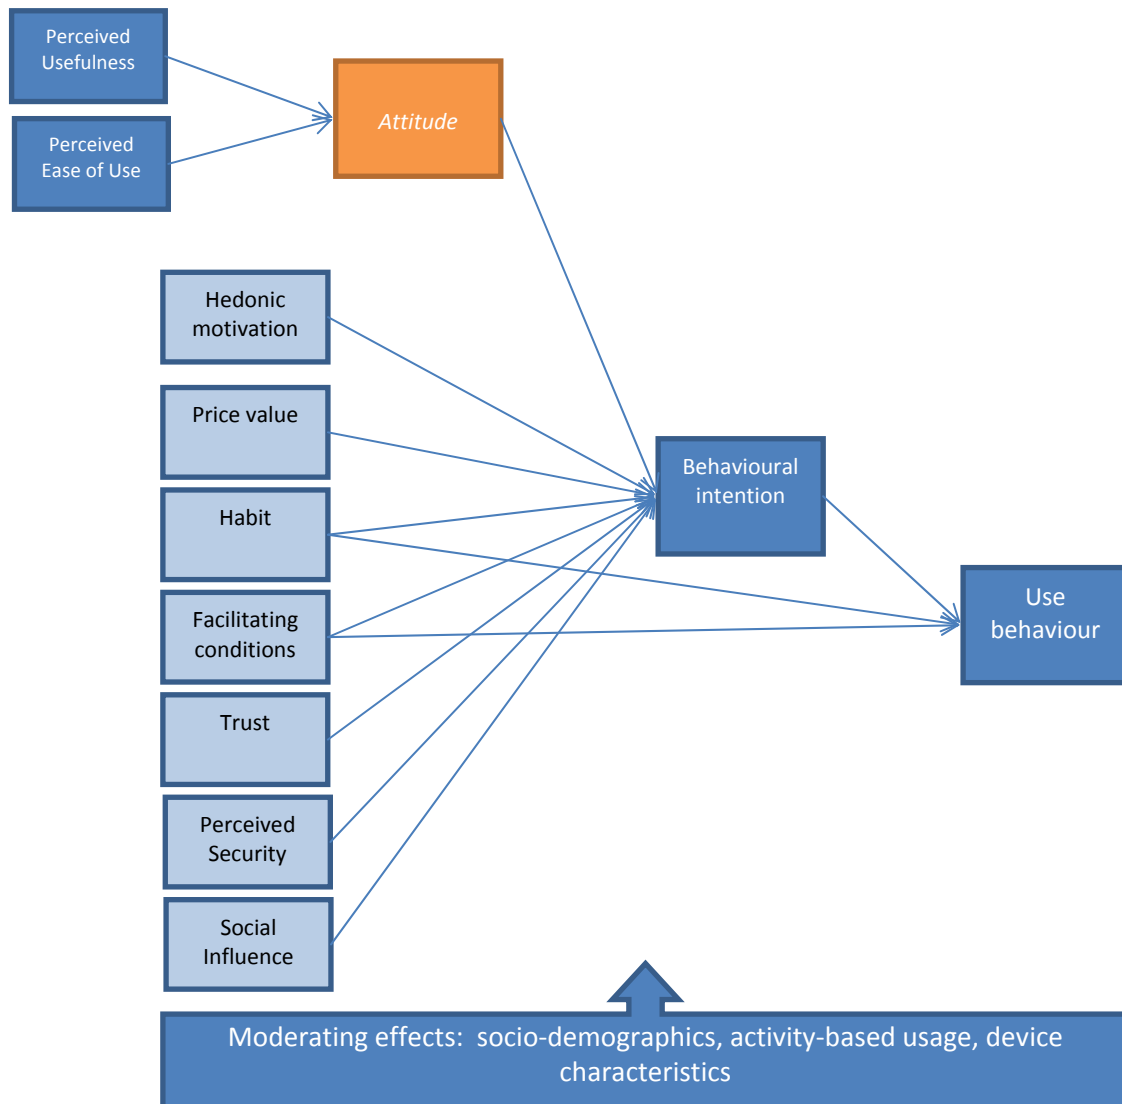 Perceived
Usefulness
Perceived
Ease of Use
Attitude
Hedonic
motivation
Price value
Habit
Facilitating
conditions
Trust
Perceived
Security
Social
Influence
Behavioural
intention
Use
behaviour
Moderating effects:  socio-demographics, activity-based usage, device
characteristics